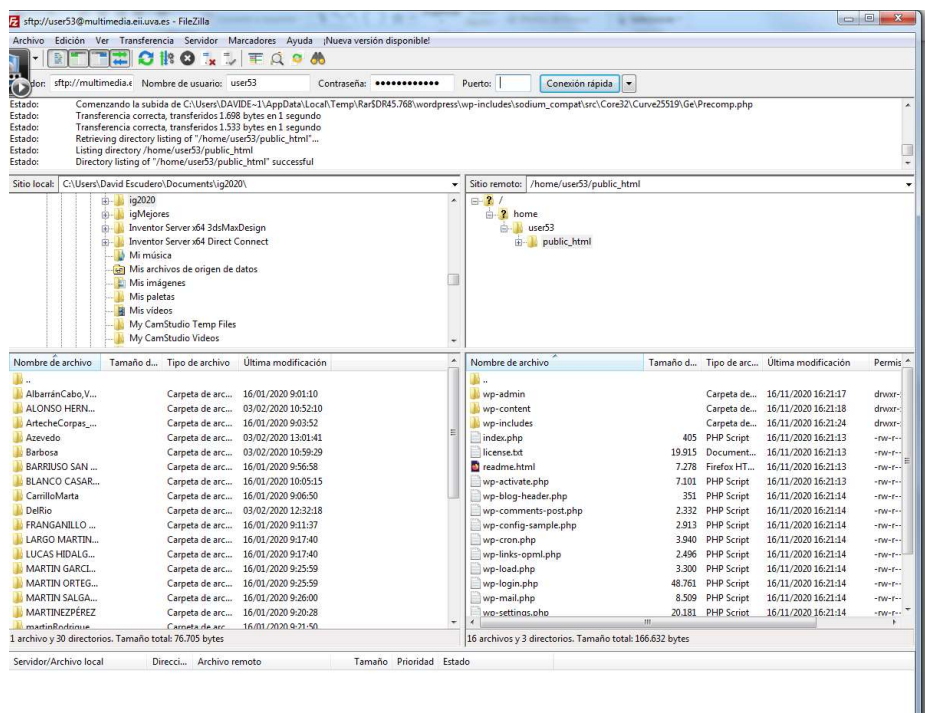 sftp://user53@multimedia.eii.uva.es - FileZilla
Archivo Edición Ver Transferencia Servidor Marcadores Ayuda ¡Nueva versión disponible!
dor: sftp://multimedia.e Nombre de usuario: user53 Contraseña: •••••••••••• Puerto: Conexión rápida
Estado: Comenzando la subida de C:\Users\DAVIDE~1\AppData\Local\Temp\Rar$DR45.768\wordpress\wp-includes\sodium_compat\src\Core32\Curve25519\Ge\Precomp.php
Estado: Transferencia correcta, transferidos 1.698 bytes en 1 segundo
Estado: Transferencia correcta, transferidos 1.533 bytes en 1 segundo
Estado: Retrieving directory listing of "/home/user53/public_html"...
Estado: Listing directory /home/user53/public_html
Estado: Directory listing of "/home/user53/public_html" successful
Sitio local: C:\Users\David Escudero\Documents\ig2020\
ig2020
igMejores
Inventor Server x64 3dsMaxDesign
Inventor Server x64 Direct Connect
Mi música
Mis archivos de origen de datos
Mis imágenes
Mis paletas
Mis vídeos
My CamStudio Temp Files
My CamStudio Videos
Sitio remoto: /home/user53/public_html
/
home
user53
public_html
Nombre de archivo Tamaño d... Tipo de archivo Última modificación
..
AlbarránCabo,V... Carpeta de arc... 16/01/2020 9:01:10
ALONSO HERN... Carpeta de arc... 03/02/2020 10:52:10
ArtecheCorpas_... Carpeta de arc... 16/01/2020 9:03:52
Azevedo Carpeta de arc... 03/02/2020 13:01:41
Barbosa Carpeta de arc... 03/02/2020 10:59:29
BARRIUSO SAN ... Carpeta de arc... 16/01/2020 9:56:58
BLANCO CASAR... Carpeta de arc... 16/01/2020 10:05:15
CarrilloMarta Carpeta de arc... 16/01/2020 9:06:50
DelRio Carpeta de arc... 03/02/2020 12:32:18
FRANGANILLO ... Carpeta de arc... 16/01/2020 9:11:37
LARGO MARTIN... Carpeta de arc... 16/01/2020 9:17:40
LUCAS HIDALG... Carpeta de arc... 16/01/2020 9:17:40
MARTIN GARCI... Carpeta de arc... 16/01/2020 9:25:59
MARTIN ORTEG... Carpeta de arc... 16/01/2020 9:25:59
MARTIN SALGA... Carpeta de arc... 16/01/2020 9:26:00
MARTINEZPÉREZ Carpeta de arc... 16/01/2020 9:20:28
martinRodrigue... Carpeta de arc... 16/01/2020 9:21:50
1 archivo y 30 directorios. Tamaño total: 76.705 bytes
Nombre de archivo Tamaño d... Tipo de arc... Última modificación Permis
..
wp-admin Carpeta de... 16/11/2020 16:21:17 drwxr-
wp-content Carpeta de... 16/11/2020 16:21:18 drwxr-
wp-includes Carpeta de... 16/11/2020 16:21:24 drwxr-
index.php 405 PHP Script 16/11/2020 16:21:13 -rw-r--
license.txt 19.915 Document... 16/11/2020 16:21:13 -rw-r--
readme.html 7.278 Firefox HT... 16/11/2020 16:21:13 -rw-r--
wp-activate.php 7.101 PHP Script 16/11/2020 16:21:13 -rw-r--
wp-blog-header.php 351 PHP Script 16/11/2020 16:21:14 -rw-r--
wp-comments-post.php 2.332 PHP Script 16/11/2020 16:21:14 -rw-r--
wp-config-sample.php 2.913 PHP Script 16/11/2020 16:21:14 -rw-r--
wp-cron.php 3.940 PHP Script 16/11/2020 16:21:14 -rw-r--
wp-links-opml.php 2.496 PHP Script 16/11/2020 16:21:14 -rw-r--
wp-load.php 3.300 PHP Script 16/11/2020 16:21:14 -rw-r--
wp-login.php 48.761 PHP Script 16/11/2020 16:21:14 -rw-r--
wp-mail.php 8.509 PHP Script 16/11/2020 16:21:14 -rw-r--
wp-settings.php 20.181 PHP Script 16/11/2020 16:21:14 -rw-r--
16 archivos y 3 directorios. Tamaño total: 166.632 bytes
Servidor/Archivo local Direcci... Archivo remoto Tamaño Prioridad Estado